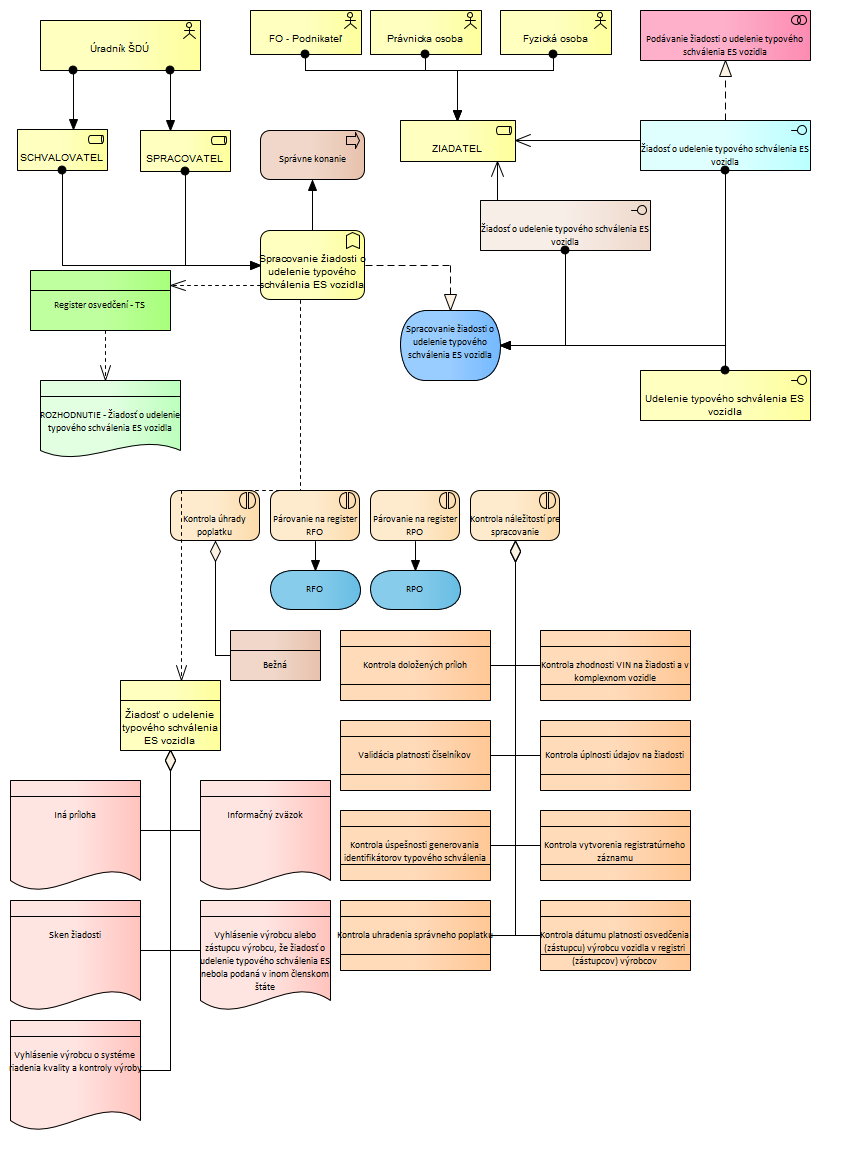 Úradník ŠDÚ
FO - Podnikateľ
Právnicka osoba
Fyzická osoba
Podávanie žiadosti o udelenie typového
schválenia ES vozidla
SCHVALOVATEL
SPRACOVATEL
Správne konanie
ZIADATEL
Žiadosť o udelenie typového schválenia ES
vozidla
Žiadosť o udelenie typového schválenia ES
vozidla
Spracovanie žiadosti o
udelenie typového
schválenia ES vozidla
Register osvedčení - TS
Spracovanie žiadosti o
udelenie typového
schválenia ES vozidla
ROZHODNUTIE - Žiadosť o udelenie
typového schválenia ES vozidla
Udelenie typového schválenia ES
vozidla
Kontrola úhrady
poplatku
Párovanie na register
RFO
Párovanie na register
RPO
Kontrola náležitostí pre
spracovanie
RFO
RPO
Bežná
Kontrola doložených príloh
Kontrola zhodnosti VIN na žiadosti a v
komplexnom vozidle
Žiadosť o udelenie
typového schválenia
ES vozidla
Validácia platnosti číselníkov
Kontrola úplnosti údajov na žiadosti
Iná príloha
Informačný zväzok
Kontrola úspešnosti generovania
identifikátorov typového schválenia
Kontrola vytvorenia registratúrneho
záznamu
Sken žiadosti
Vyhlásenie výrobcu alebo
zástupcu výrobcu, že žiadosť o
udelenie typového schválenia ES
nebola podaná v inom členskom
štáte
Kontrola uhradenia správneho poplatku
Kontrola dátumu platnosti osvedčenia
(zástupcu) výrobcu vozidla v registri
(zástupcov) výrobcov
Vyhlásenie výrobcu o systéme
riadenia kvality a kontroly výroby